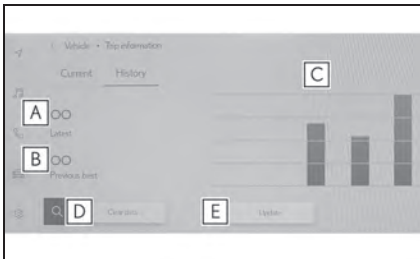 Vehicle • Trip information
Current History
C
A OO
Latest
B OO
Previous best
D Clear data
E Update